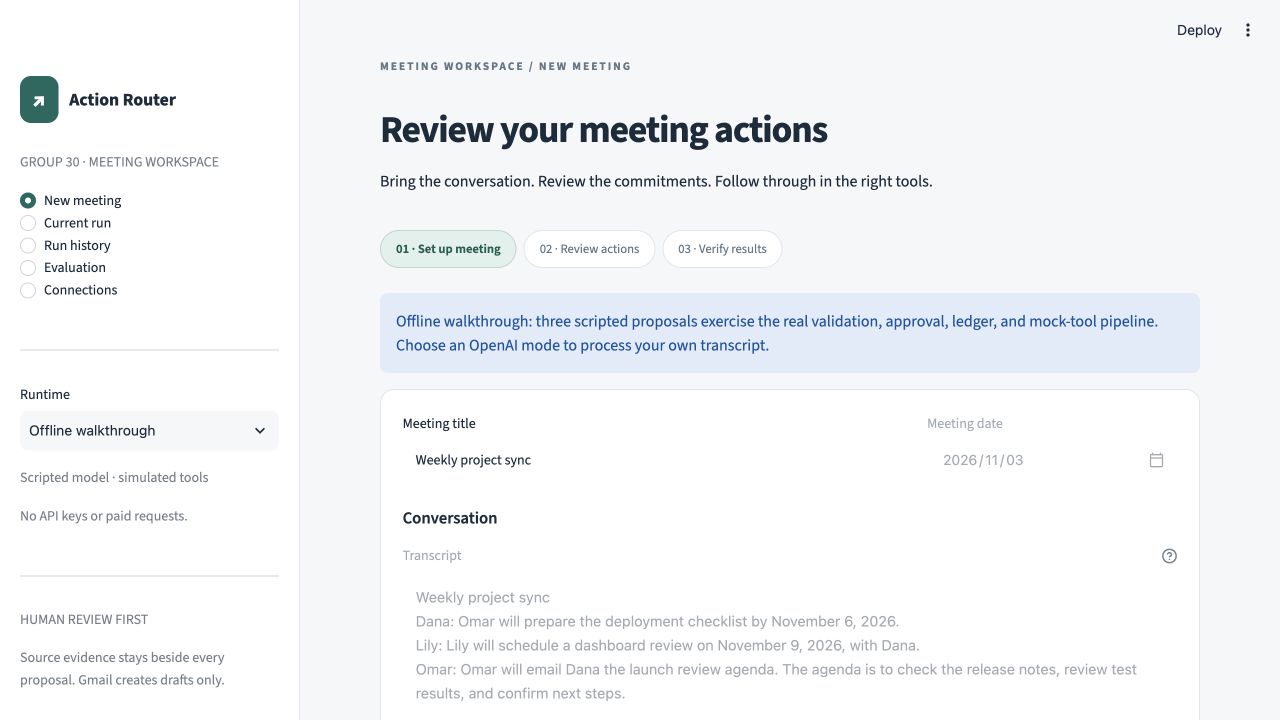 Deploy
MEETING WORKSPACE / NEW MEETING
Action Router
GROUP 30 · MEETING WORKSPACE
New meeting
Current run
Run history
Evaluation
Connections
Runtime
Offline walkthrough
Scripted model · simulated tools
No API keys or paid requests.
HUMAN REVIEW FIRST
Source evidence stays beside every
proposal. Gmail creates drafts only.
Review your meeting actions
Bring the conversation. Review the commitments. Follow through in the right tools.
01 · Set up meeting
02 · Review actions
03 · Verify results
Offline walkthrough: three scripted proposals exercise the real validation, approval, ledger, and mock-tool pipeline.
Choose an OpenAI mode to process your own transcript.
Meeting title
Meeting date
Weekly project sync
2026/11/03
Conversation
Transcript
Weekly project sync
Dana: Omar will prepare the deployment checklist by November 6, 2026.
Lily: Lily will schedule a dashboard review on November 9, 2026, with Dana.
Omar: Omar will email Dana the launch review agenda. The agenda is to check the release notes, review test
results, and confirm next steps.